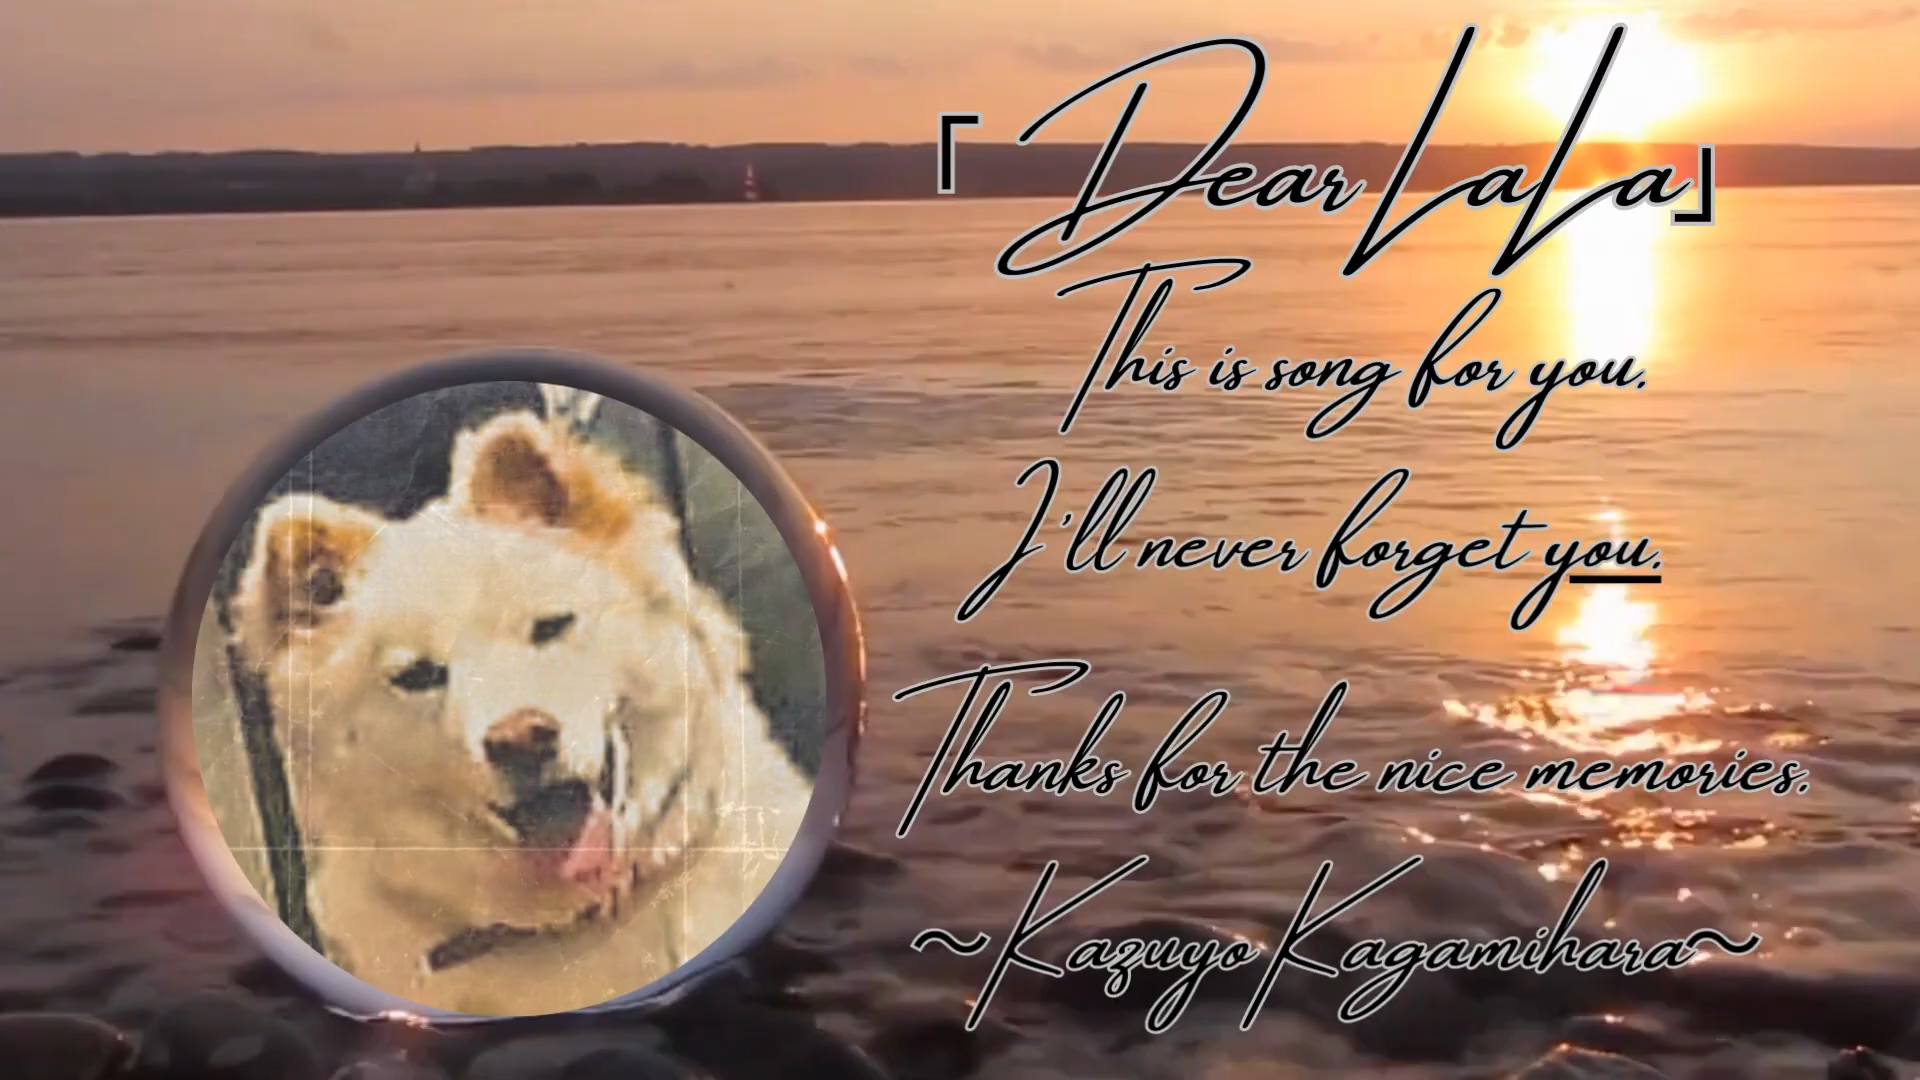 「Dear LaLa」
This is song for you.
I'll never forget you.
Thanks for the nice memories.
~Kazuyo Kagamihara~